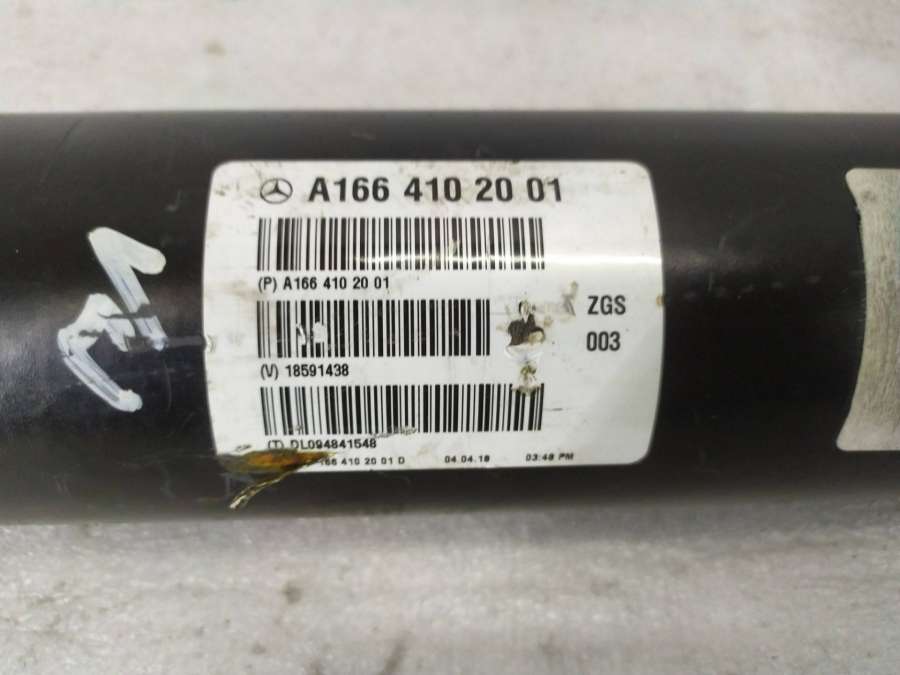 A166 410 20 01
(P) A166 410 20 01
ZGS
003
(V) 18591438
(T) DL094841548
166 410 20 01 D 04.04.18 03:48 PM